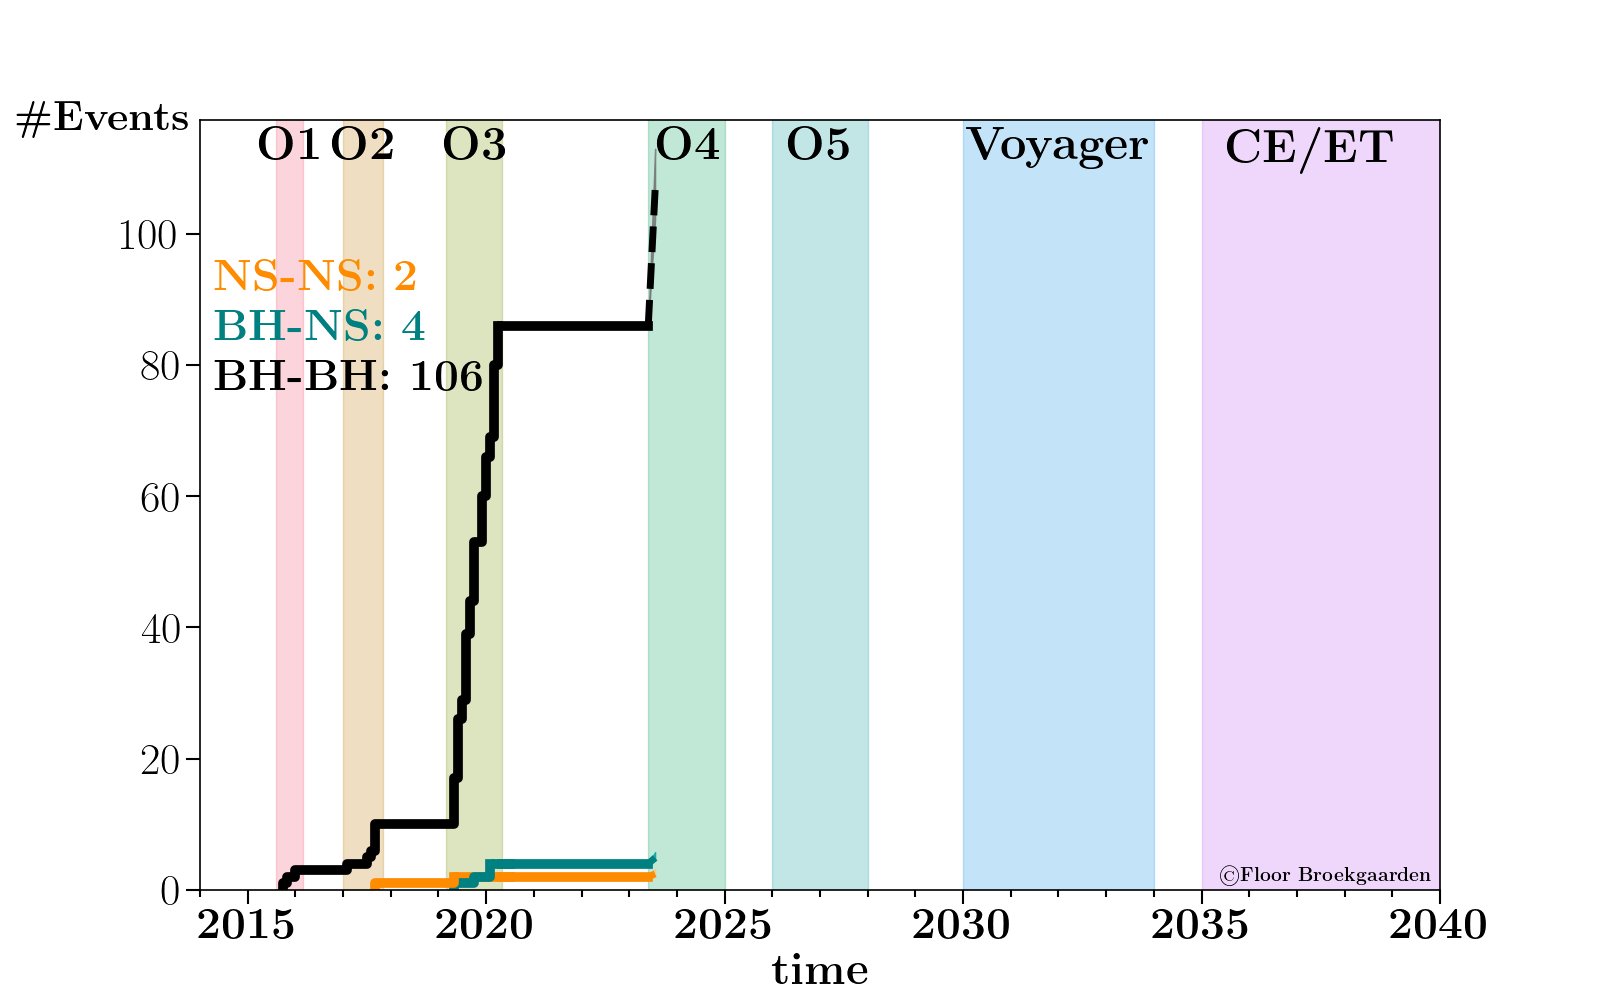 #Events
O1 O2 O3 O4 O5 Voyager CE/ET
100
NS-NS: 2
BH-NS: 4
80
BH-BH: 106
60
40
20
©Floor Broekgaarden
0
2015 2020 2025 2030 2035 2040
time